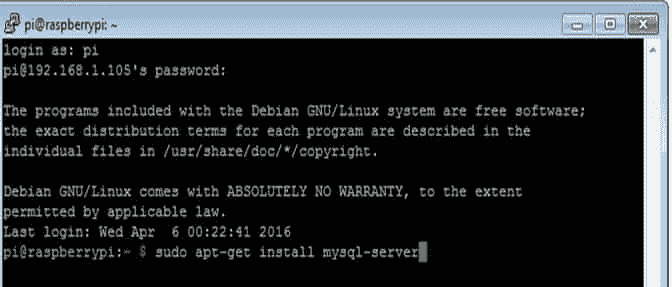 pi@raspberrypi: ~
login as: pi
pi@192.168.1.105's password:
The programs included with the Debian GNU/Linux system are free software;
the exact distribution terms for each program are described in the
individual files in /usr/share/doc/*/copyright.
Debian GNU/Linux comes with ABSOLUTELY NO WARRANTY, to the extent
permitted by applicable law.
Last login: Wed Apr  6 00:22:41 2016
pi@raspberrypi:~ $ sudo apt-get install mysql-server